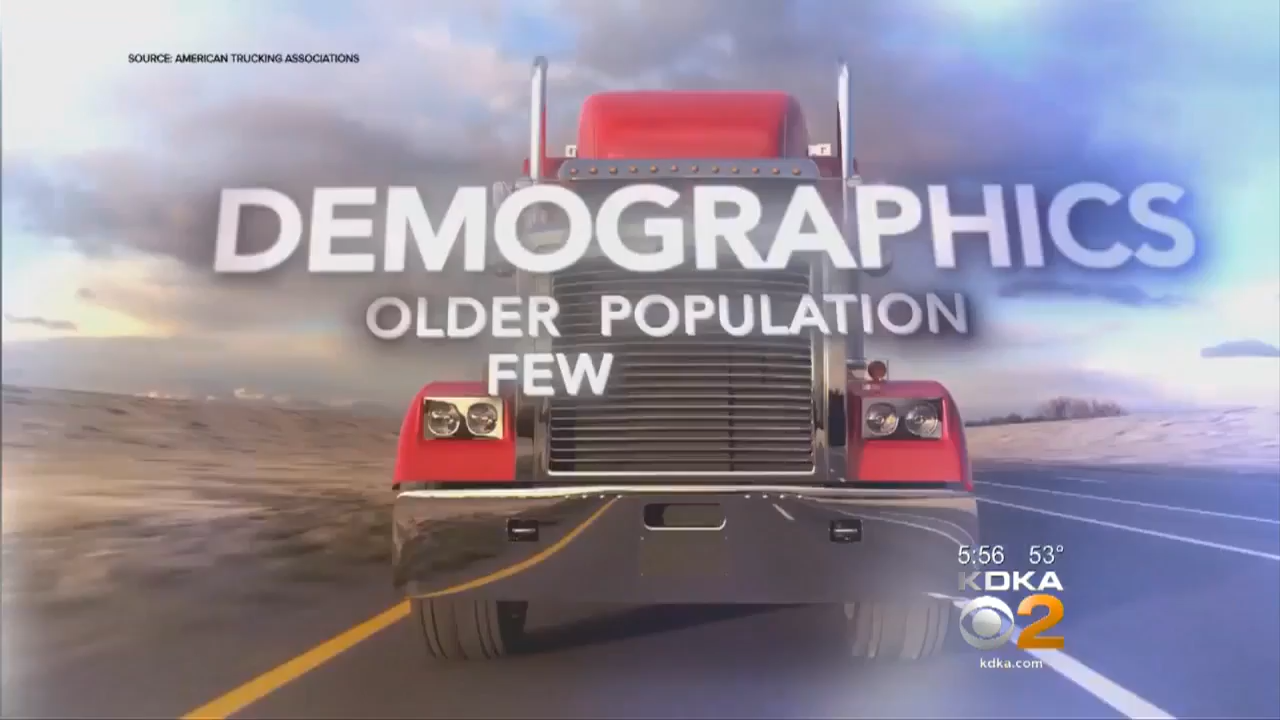 SOURCE: AMERICAN TRUCKING ASSOCIATIONS
DEMOGRAPHICS
OLDER POPULATION
FEW
5:56 53°
KDKA
2
kdka.com